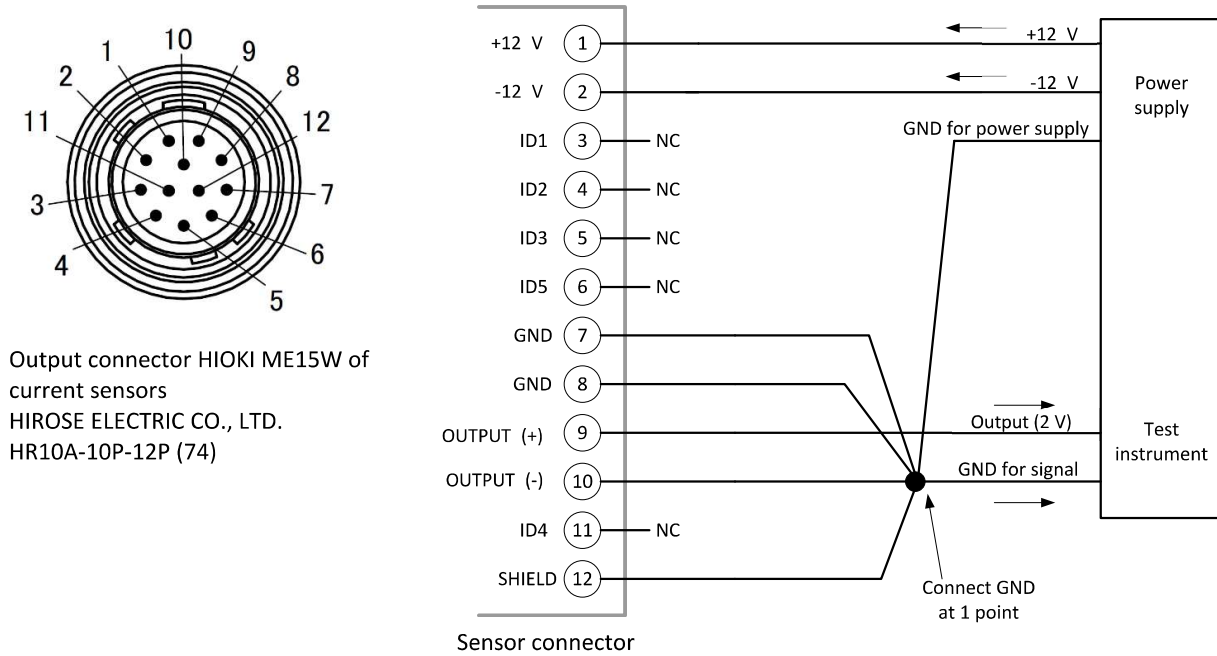 10
1
9
2
8
11
12
3
7
4
6
5
Output connector HIOKI ME15W of
current sensors
HIROSE ELECTRIC CO., LTD.
HR10A-10P-12P (74)
+12 V 1 +12 V
-12 V 2 -12 V
Power
supply
GND for power supply
ID1 3 NC
ID2 4 NC
ID3 5 NC
ID5 6 NC
GND 7
GND 8
OUTPUT (+) 9 Output (2 V)
Test
instrument
OUTPUT (-) 10 GND for signal
ID4 11 NC
SHIELD 12
Connect GND
at 1 point
Sensor connector